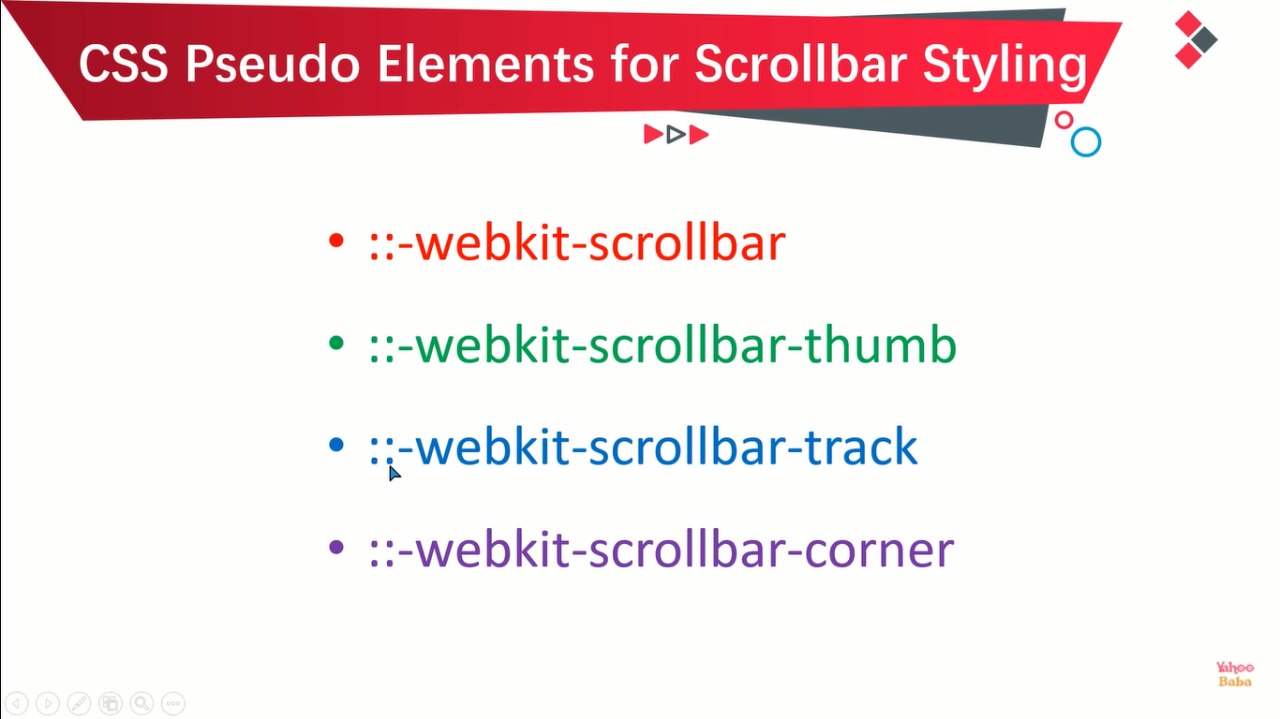 CSS Pseudo Elements for Scrollbar Styling
• ::-webkit-scrollbar
• ::-webkit-scrollbar-thumb
• ::-webkit-scrollbar-track
• ::-webkit-scrollbar-corner
Yahoo
Baba